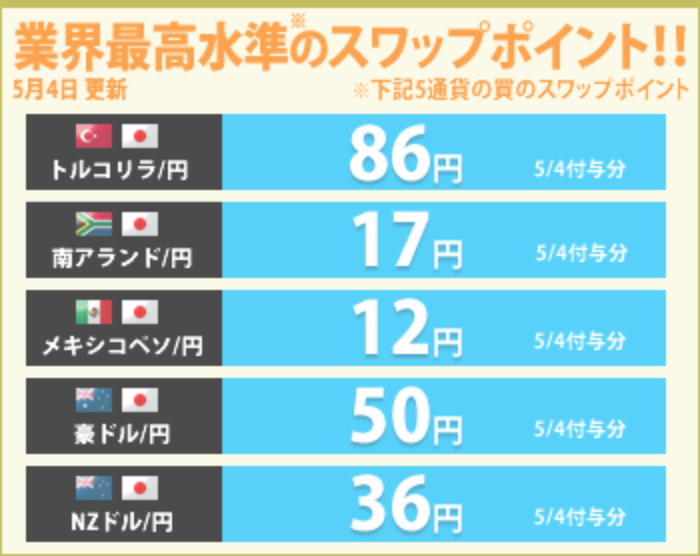 業界最高水準※のスワップポイント!!
5月4日 更新 ※下記5通貨の買のスワップポイント
トルコリラ/円 86円 5/4付与分
南アランド/円 17円 5/4付与分
メキシコペソ/円 12円 5/4付与分
豪ドル/円 50円 5/4付与分
NZドル/円 36円 5/4付与分